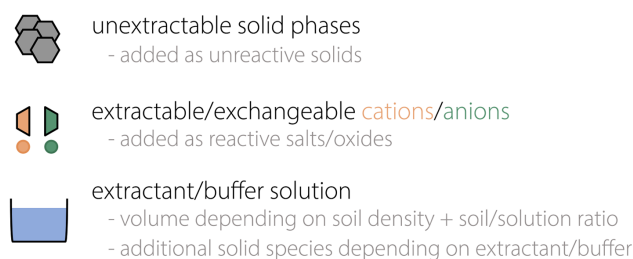 unextractable solid phases
- added as unreactive solids
extractable/exchangeable cations/anions
- added as reactive salts/oxides
extractant/buffer solution
- volume depending on soil density + soil/solution ratio
- additional solid species depending on extractant/buffer